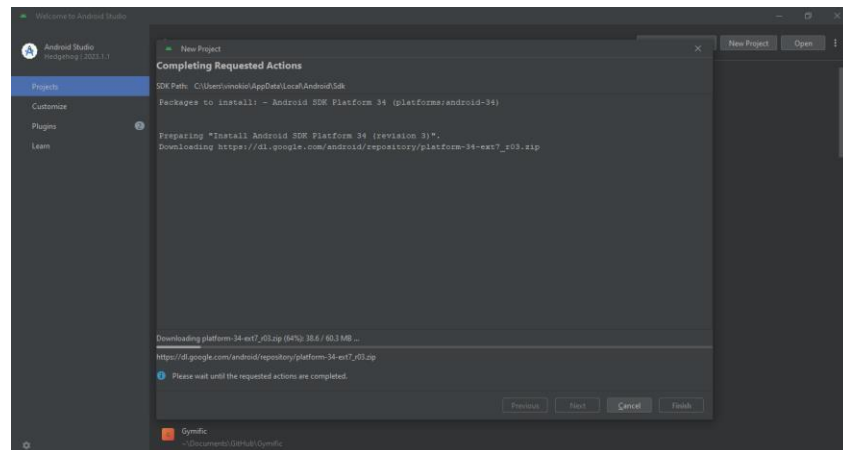 Welcome to Android Studio
Android Studio
Hedgehog | 2023.1.1
New Project
Open
Projects
Customize
Plugins
2
Learn
New Project
Completing Requested Actions
SDK Path: C:\Users\vinokio\AppData\Local\Android\Sdk
Packages to install: - Android SDK Platform 34 (platforms;android-34)
Preparing "Install Android SDK Platform 34 (revision 3)".
Downloading https://dl.google.com/android/repository/platform-34-ext7_r03.zip
Downloading platform-34-ext7_r03.zip (64%): 38.6 / 60.3 MB ...
https://dl.google.com/android/repository/platform-34-ext7_r03.zip
Please wait until the requested actions are completed.
Previous
Next
Cancel
Finish
Gymific
~\Documents\GitHub\Gymific